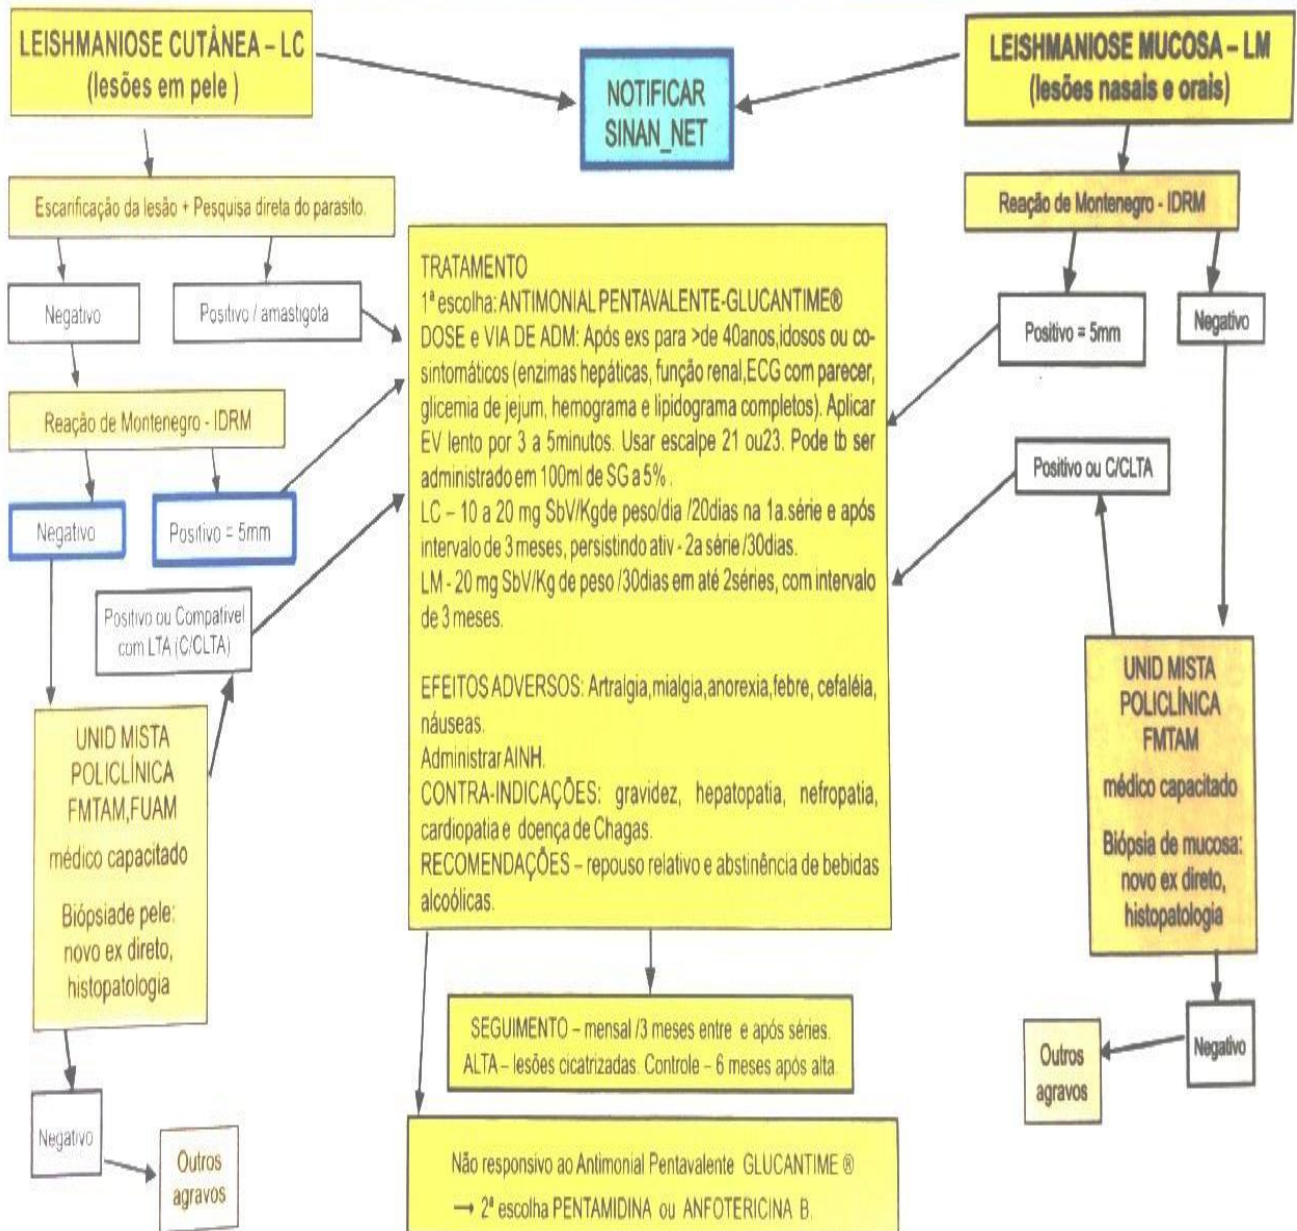 LEISHMANIOSE CUTÂNEA – LC
(lesões em pele )
NOTIFICAR
SINAN_NET
LEISHMANIOSE MUCOSA – LM
(lesões nasais e orais)
Escarificação da lesão + Pesquisa direta do parasito.
Negativo
Positivo / amastigota
Reação de Montenegro - IDRM
Negativo
Positivo = 5mm
Positivo ou Compatível
com LTA (C/CLTA)
UNID MISTA
POLICLÍNICA
FMTAM,FUAM
médico capacitado
Biópsiade pele:
novo ex direto,
histopatologia
Negativo
Outros
agravos
TRATAMENTO
1ª escolha: ANTIMONIAL PENTAVALENTE-GLUCANTIME®
DOSE e VIA DE ADM: Após exs para >de 40anos,idosos ou co-
sintomáticos (enzimas hepáticas, função renal,ECG com parecer,
glicemia de jejum, hemograma e lipidograma completos). Aplicar
EV lento por 3 a 5minutos. Usar escalpe 21 ou23. Pode tb ser
administrado em 100ml de SG a 5% .
LC – 10 a 20 mg SbV/Kgde peso/dia /20dias na 1a.série e após
intervalo de 3 meses, persistindo ativ - 2a série /30dias.
LM - 20 mg SbV/Kg de peso /30dias em até 2séries, com intervalo
de 3 meses.
EFEITOS ADVERSOS: Artralgia,mialgia,anorexia,febre, cefaléia,
náuseas.
Administrar AINH.
CONTRA-INDICAÇÕES: gravidez, hepatopatia, nefropatia,
cardiopatia e doença de Chagas.
RECOMENDAÇÕES – repouso relativo e abstinência de bebidas
alcoólicas.
SEGUIMENTO – mensal /3 meses entre e após séries.
ALTA – lesões cicatrizadas. Controle – 6 meses após alta.
Não responsivo ao Antimonial Pentavalente GLUCANTIME ®
→ 2ª escolha PENTAMIDINA ou ANFOTERICINA B.
Reação de Montenegro - IDRM
Positivo = 5mm
Negativo
Positivo ou C/CLTA
UNID MISTA
POLICLÍNICA
FMTAM
médico capacitado
Biópsia de mucosa:
novo ex direto,
histopatologia
Negativo
Outros
agravos